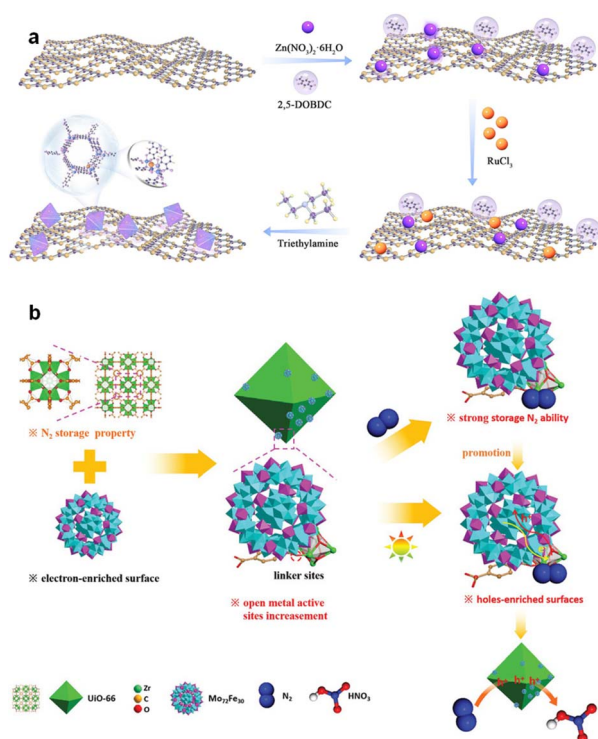 a
Zn(NO₃)₂·6H₂O
2,5-DOBDC
RuCl₃
Triethylamine
b
※ N₂ storage property
※ electron-enriched surface
linker sites
※ open metal active
sites increasement
※ strong storage N₂ ability
promotion
h⁺
※ holes-enriched surfaces
h⁺ h⁺ h⁺
UiO-66
Zr
C
O
Mo₇₂Fe₃₀
N₂
HNO₃